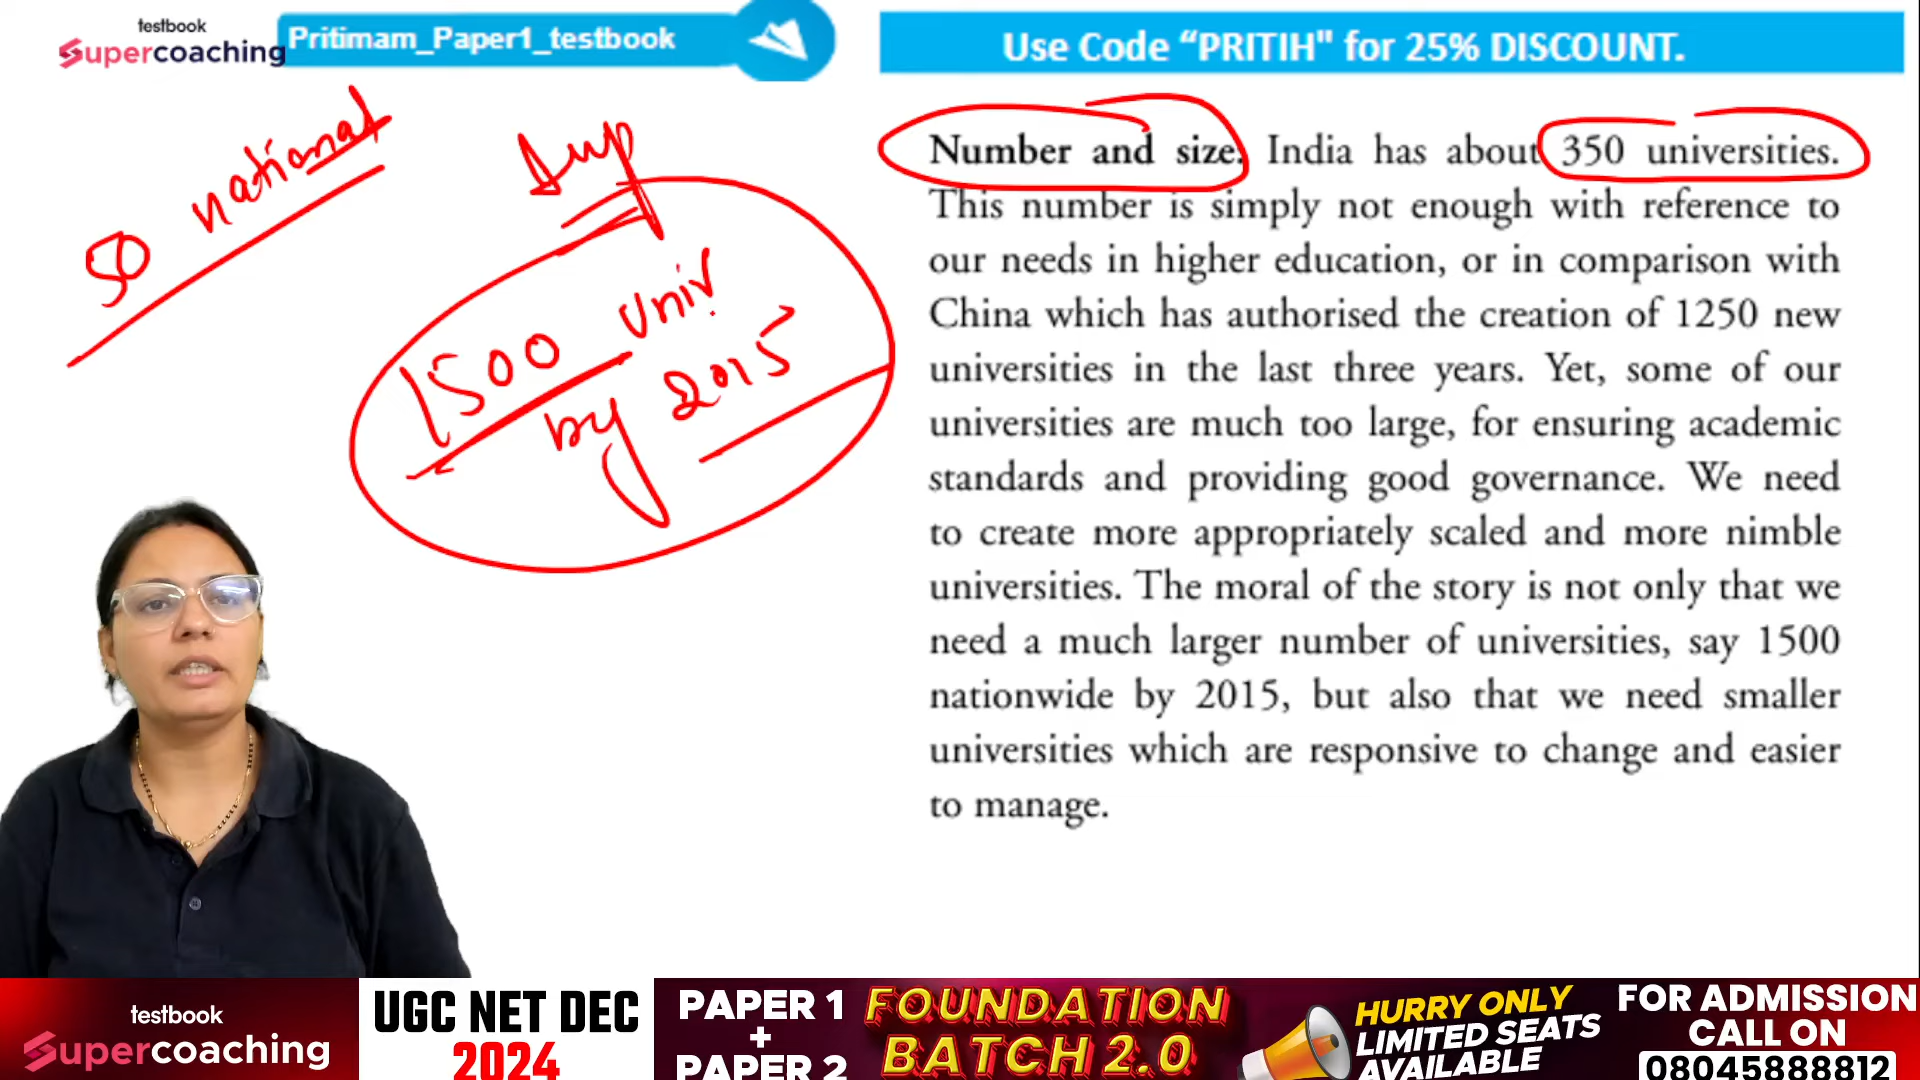 testbook
Supercoaching
Pritimam_Paper1_testbook
Use Code “PRITIH" for 25% DISCOUNT.
50 national
Imp
1500 univ
by 2015
Number and size. India has about 350 universities.
This number is simply not enough with reference to
our needs in higher education, or in comparison with
China which has authorised the creation of 1250 new
universities in the last three years. Yet, some of our
universities are much too large, for ensuring academic
standards and providing good governance. We need
to create more appropriately scaled and more nimble
universities. The moral of the story is not only that we
need a much larger number of universities, say 1500
nationwide by 2015, but also that we need smaller
universities which are responsive to change and easier
to manage.
testbook
Supercoaching
UGC NET DEC
2024
PAPER 1
+
PAPER 2
FOUNDATION
BATCH 2.0
HURRY ONLY
LIMITED SEATS
AVAILABLE
FOR ADMISSION
CALL ON
08045888812